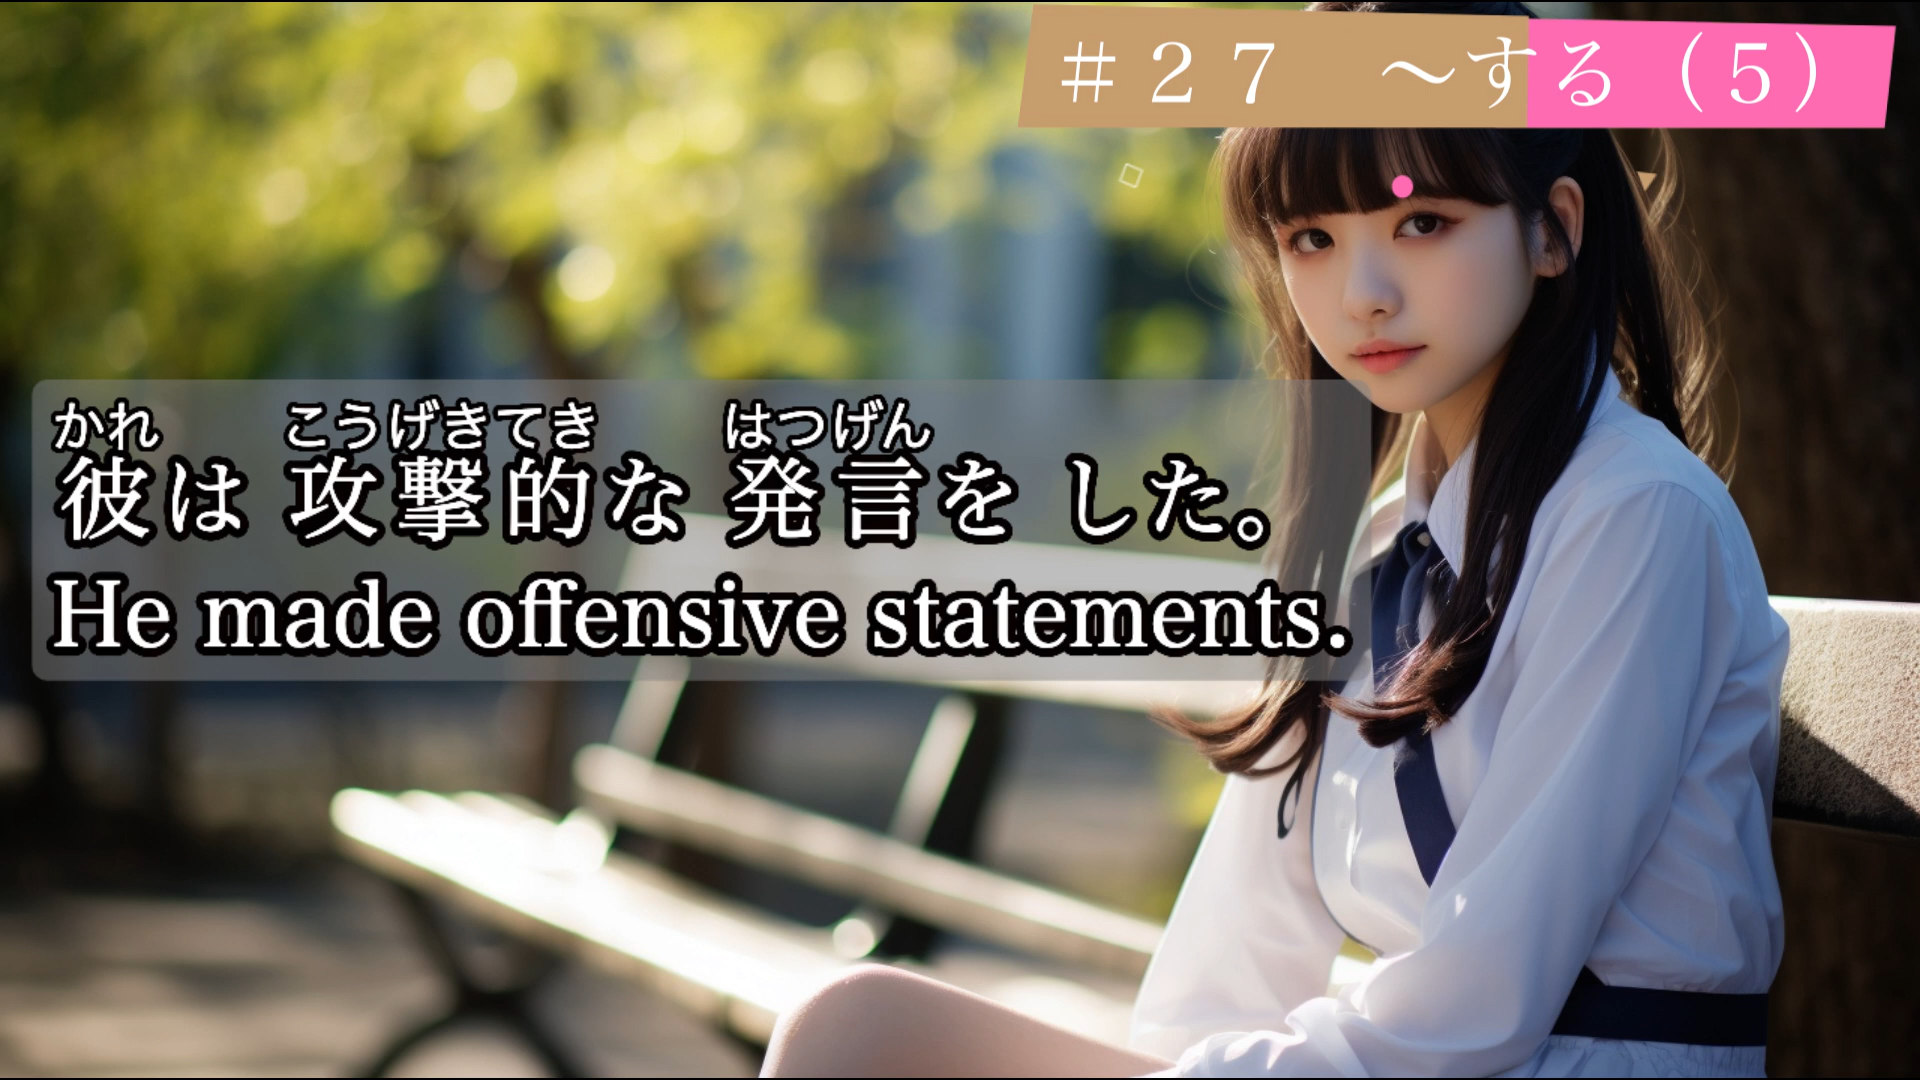 ＃２７　～する（５）
かれ こうげきてき はつげん
彼は 攻撃的な 発言を した。
He made offensive statements.